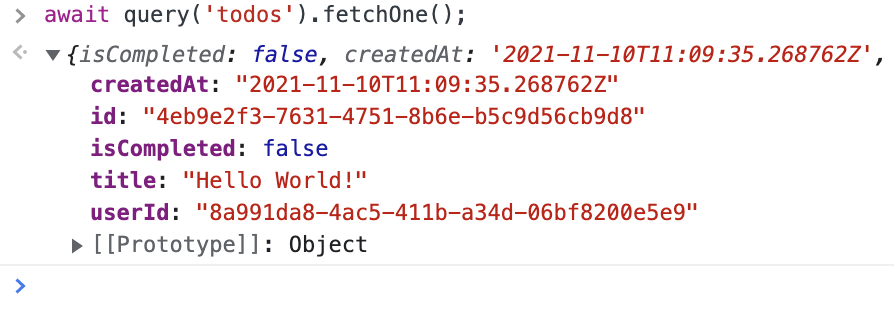 await query('todos').fetchOne();
{isCompleted: false, createdAt: '2021-11-10T11:09:35.268762Z',
createdAt: "2021-11-10T11:09:35.268762Z"
id: "4eb9e2f3-7631-4751-8b6e-b5c9d56cb9d8"
isCompleted: false
title: "Hello World!"
userId: "8a991da8-4ac5-411b-a34d-06bf8200e5e9"
[[Prototype]]: Object